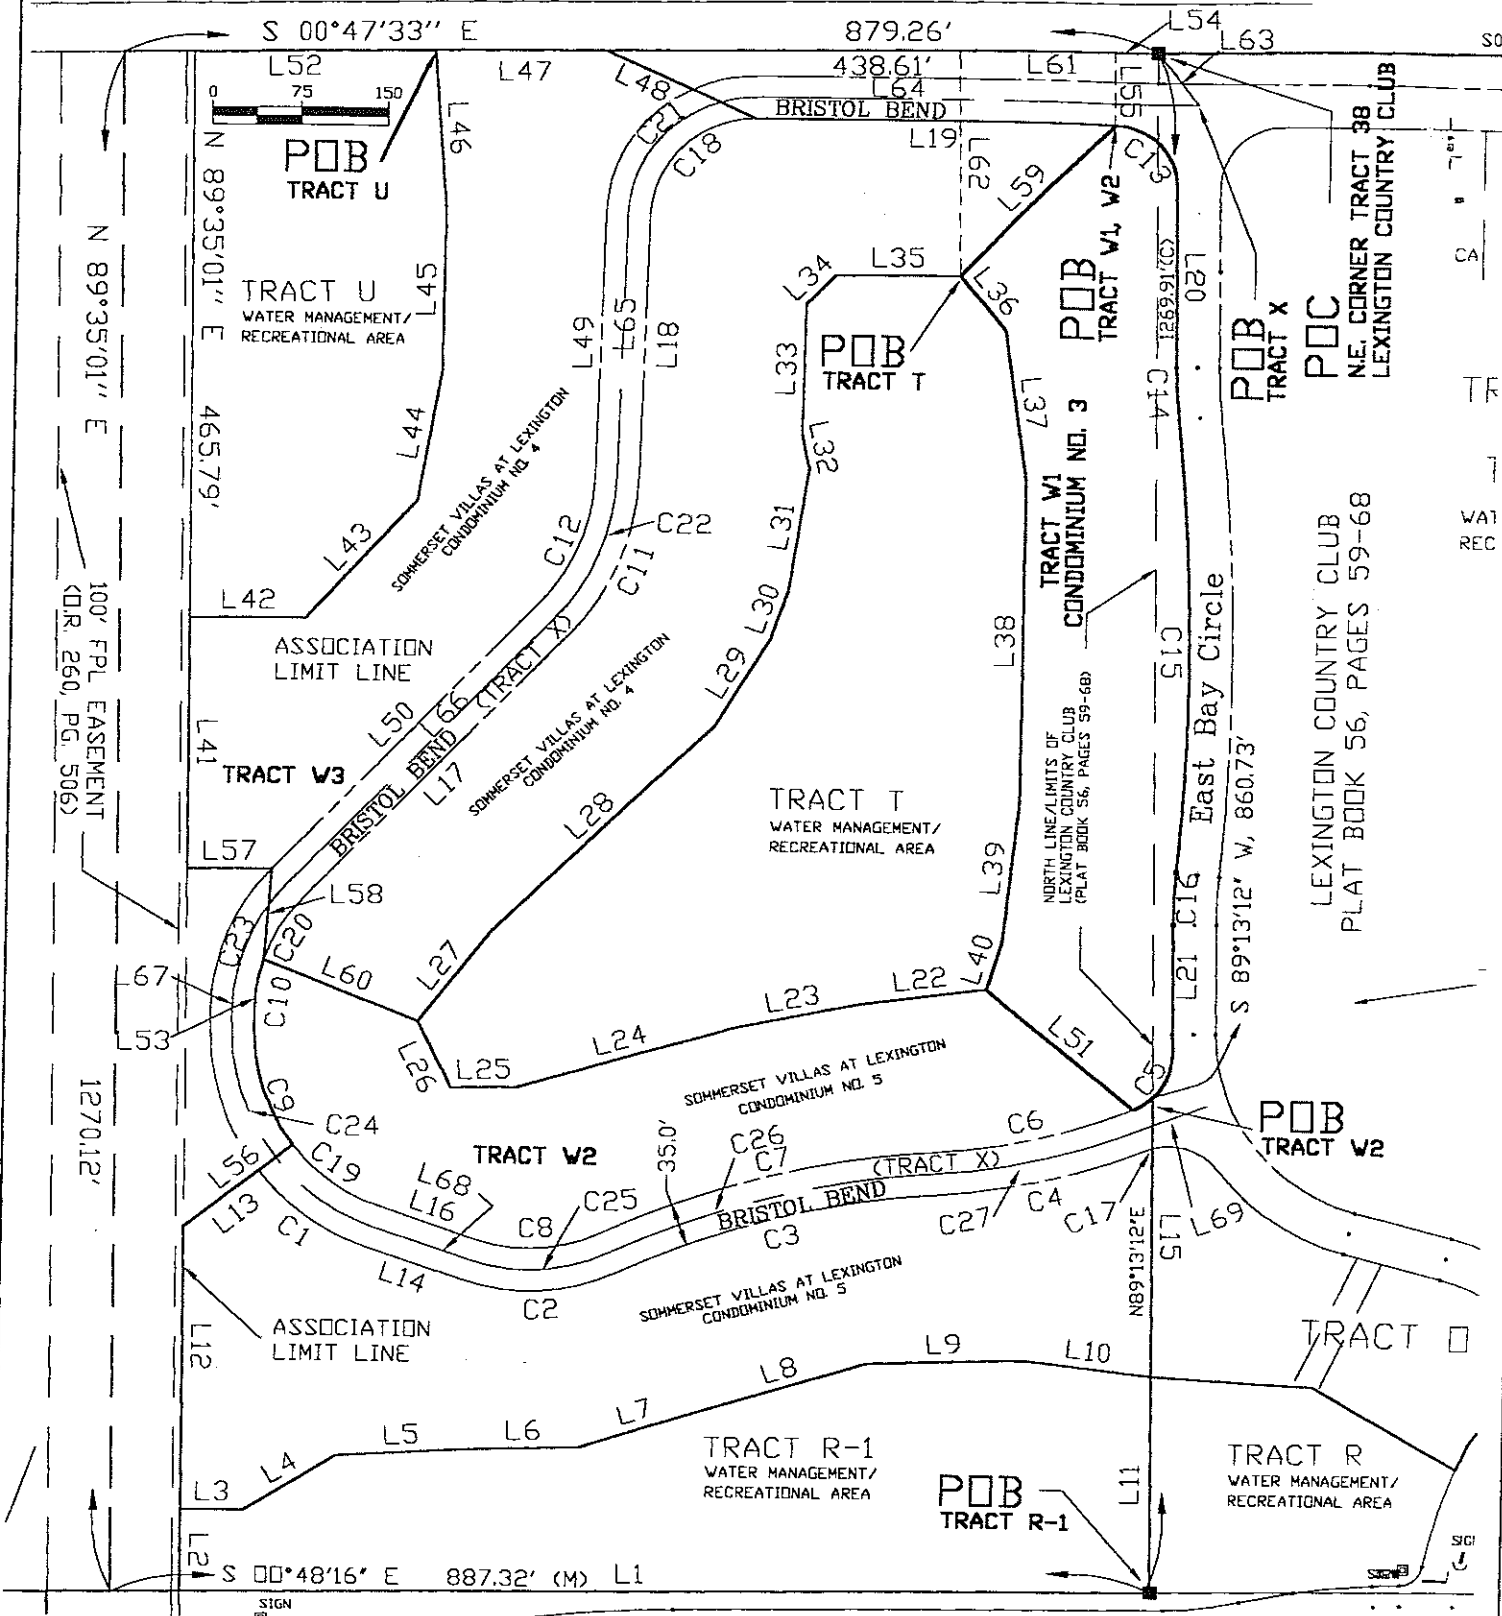 S 00°47'33'' E
879.26'
L54
L63
SO
L52
L47
L48
438.61'
L61
L55
L64
0 75 150
BRISTOL BEND
C21
C18
L19
L62
C13
L46
POB
TRACT U
N 89°35'01'' E
465.79'
N 89°35'01'' E
1270.12'
L59
POB
TRACT W1, W2
POC
N.E. CORNER TRACT 38
LEXINGTON COUNTRY CLUB
POB
TRACT X
CA
L34
L35
L36
1269.91'(C)
L20
TRACT U
WATER MANAGEMENT/
RECREATIONAL AREA
L45
L49
L65
L18
L33
POB
TRACT T
L37
C14
L44
L32
SOMMERSET VILLAS AT LEXINGTON
CONDOMINIUM NO. 4
TRACT W1
CONDOMINIUM NO. 3
L43
C12
C22
C11
L31
LEXINGTON COUNTRY CLUB
PLAT BOOK 56, PAGES 59-68
WAT
REC
100' FPL EASEMENT
(O.R. 260, PG. 506)
L42
L30
L38
C15
East Bay Circle
ASSOCIATION
LIMIT LINE
L41
L50
L66
(TRACT X)
BRISTOL BEND
L17
SOMMERSET VILLAS AT LEXINGTON
CONDOMINIUM NO. 4
L29
NORTH LINE/LIMITS OF
LEXINGTON COUNTRY CLUB
(PLAT BOOK 56, PAGES 59-68)
TRACT W3
S 89°13'12" W, 860.73'
L28
TRACT T
WATER MANAGEMENT/
RECREATIONAL AREA
L57
L58
L39
C16
C23
C20
L60
L27
L40
L22
L21
L67
C10
L53
L23
L24
L51
L26
L25
C5
C9
C24
SOMMERSET VILLAS AT LEXINGTON
CONDOMINIUM NO. 5
C6
POB
TRACT W2
L56
C19
TRACT W2
35.0'
C26
C7
(TRACT X)
BRISTOL BEND
L68
L16
C25
L13
C1
C8
C3
C27
C4
C17
L69
L15
N89°13'12"E
L14
C2
SOMMERSET VILLAS AT LEXINGTON
CONDOMINIUM NO. 5
ASSOCIATION
LIMIT LINE
L12
TRACT O
L9
L10
L8
L7
L5
L6
L4
L3
TRACT R-1
WATER MANAGEMENT/
RECREATIONAL AREA
POB
TRACT R-1
L11
TRACT R
WATER MANAGEMENT/
RECREATIONAL AREA
L2
S 00°48'16" E 887.32' (M) L1
SIGN